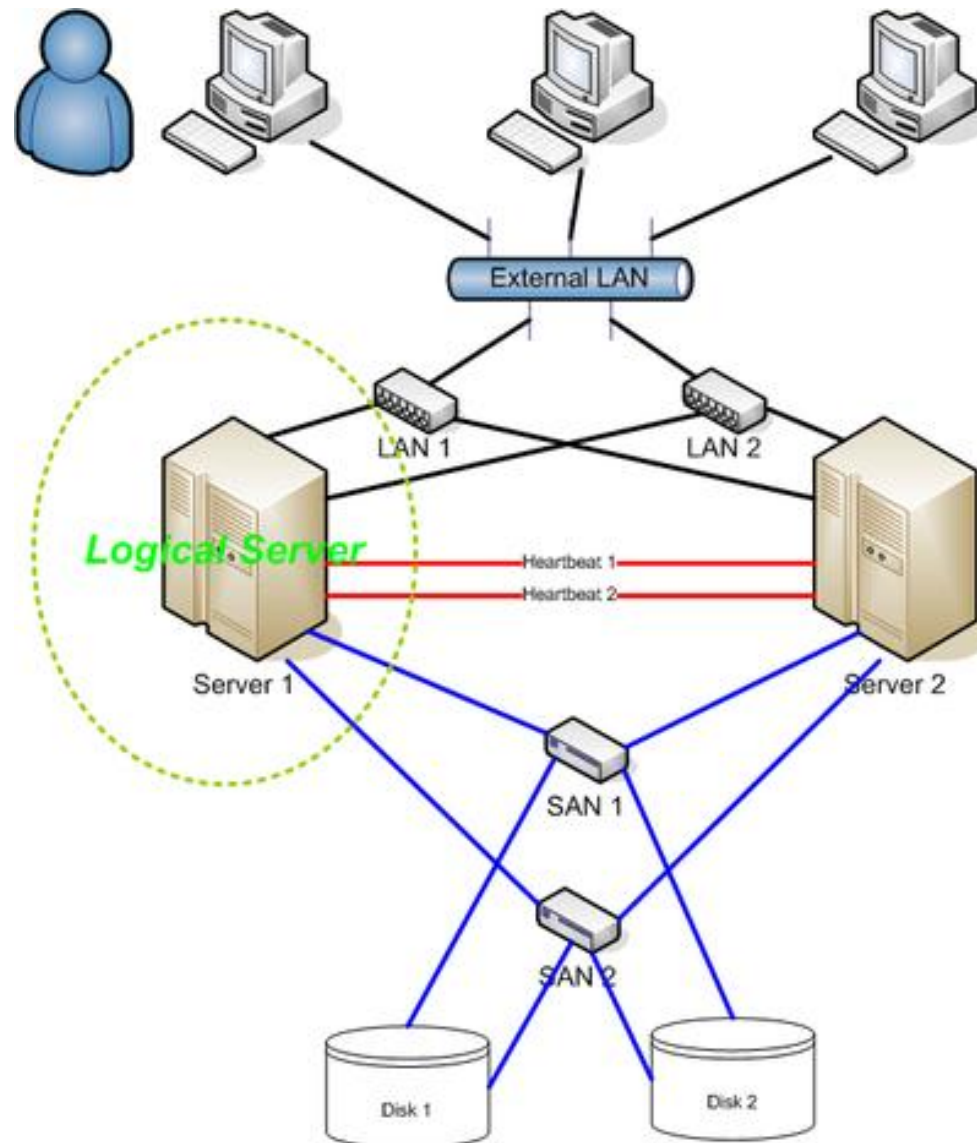 External LAN
LAN 1
LAN 2
Logical Server
Heartbeat 1
Heartbeat 2
Server 1
Server 2
SAN 1
SAN 2
Disk 1
Disk 2